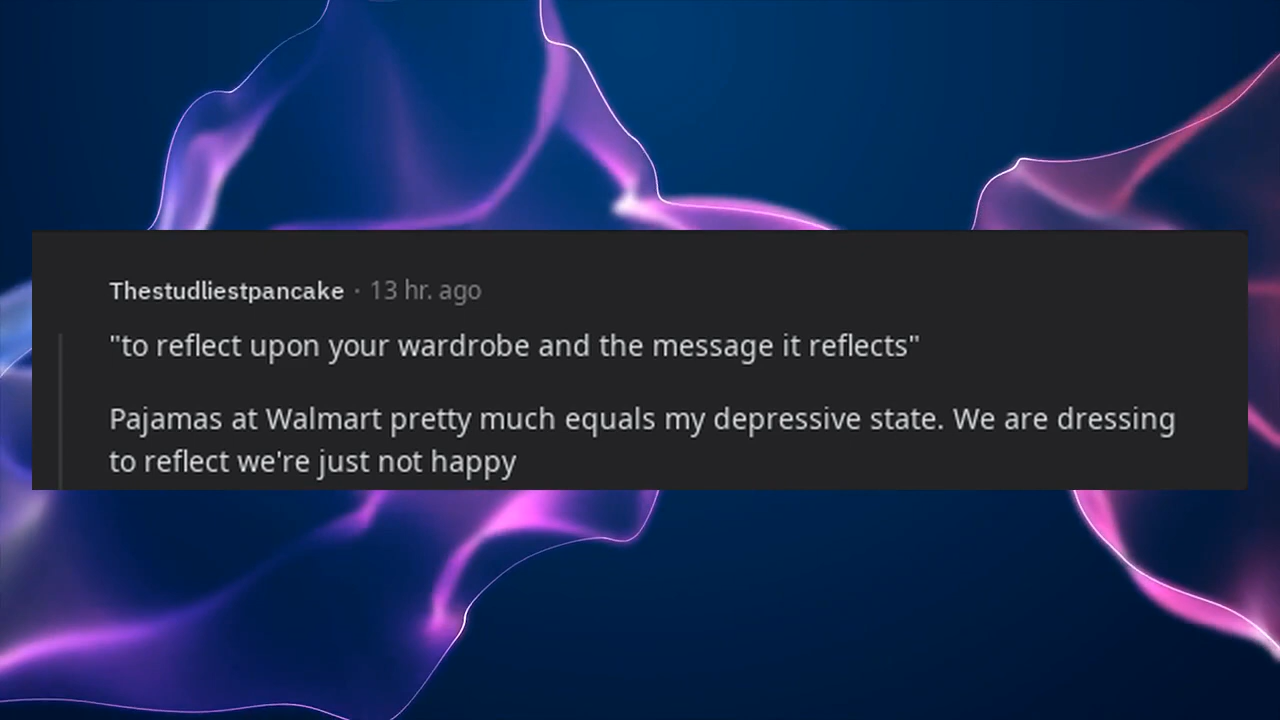 Thestudliestpancake · 13 hr. ago
"to reflect upon your wardrobe and the message it reflects"
Pajamas at Walmart pretty much equals my depressive state. We are dressing
to reflect we're just not happy